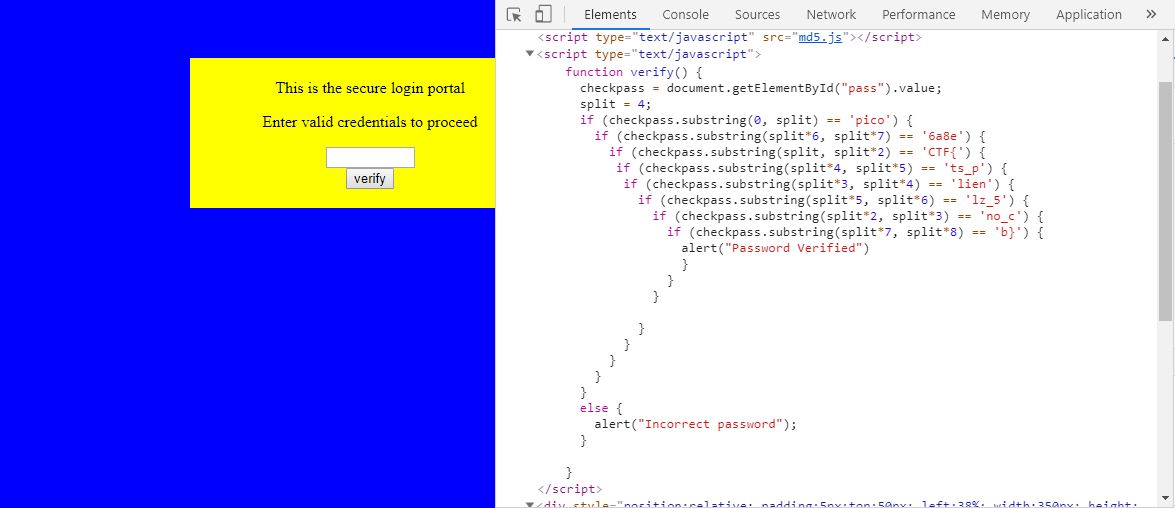 This is the secure login portal
Enter valid credentials to proceed
verify
Elements Console Sources Network Performance Memory Application »
<script type="text/javascript" src="md5.js"></script>
<script type="text/javascript">
function verify() {
checkpass = document.getElementById("pass").value;
split = 4;
if (checkpass.substring(0, split) == 'pico') {
if (checkpass.substring(split*6, split*7) == '6a8e') {
if (checkpass.substring(split, split*2) == 'CTF{') {
if (checkpass.substring(split*4, split*5) == 'ts_p') {
if (checkpass.substring(split*3, split*4) == 'lien') {
if (checkpass.substring(split*5, split*6) == 'lz_5') {
if (checkpass.substring(split*2, split*3) == 'no_c') {
if (checkpass.substring(split*7, split*8) == 'b}') {
alert("Password Verified")
}
}
}
}
}
}
}
}
else {
alert("Incorrect password");
}
}
</script>
<div style="position:relative; padding:5px;top:50px; left:38%; width:350px; height: